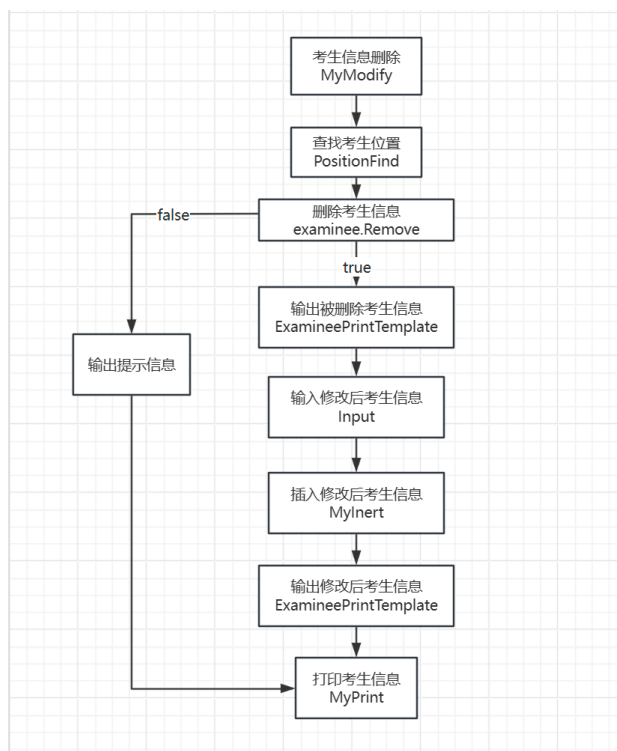 考生信息删除
MyModify
查找考生位置
PositionFind
删除考生信息
examinee.Remove
false
true
输出被删除考生信息
ExamineePrintTemplate
输出提示信息
输入修改后考生信息
Input
插入修改后考生信息
MyInert
输出修改后考生信息
ExamineePrintTemplate
打印考生信息
MyPrint